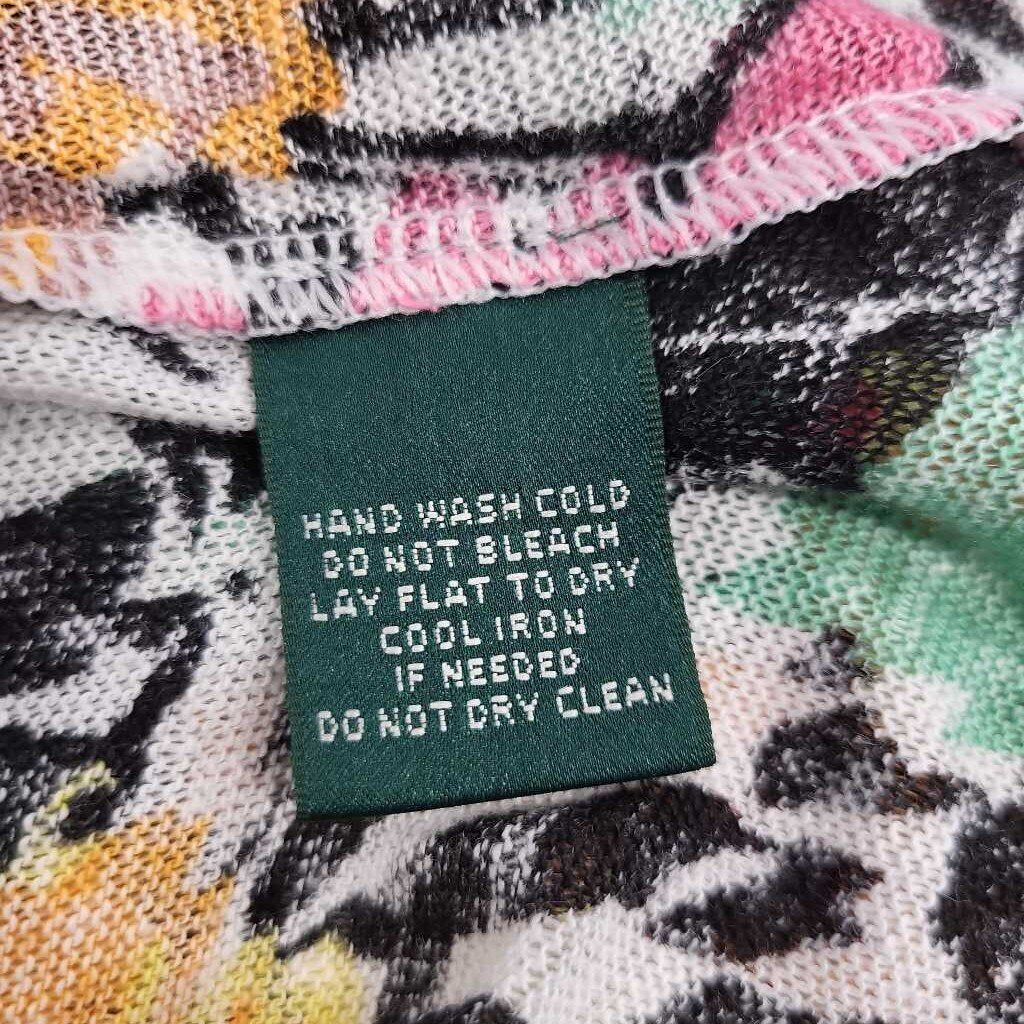 HAND WASH COLD
DO NOT BLEACH
LAY FLAT TO DRY
COOL IRON
IF NEEDED
DO NOT DRY CLEAN